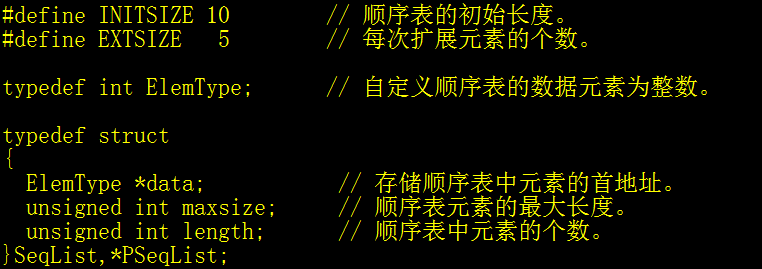 #define INITSIZE 10        // 顺序表的初始长度。
#define EXTSIZE   5        // 每次扩展元素的个数。
typedef int ElemType;      // 自定义顺序表的数据元素为整数。
typedef struct
{
  ElemType *data;           // 存储顺序表中元素的首地址。
  unsigned int maxsize;     // 顺序表元素的最大长度。
  unsigned int length;      // 顺序表中元素的个数。
}SeqList,*PSeqList;